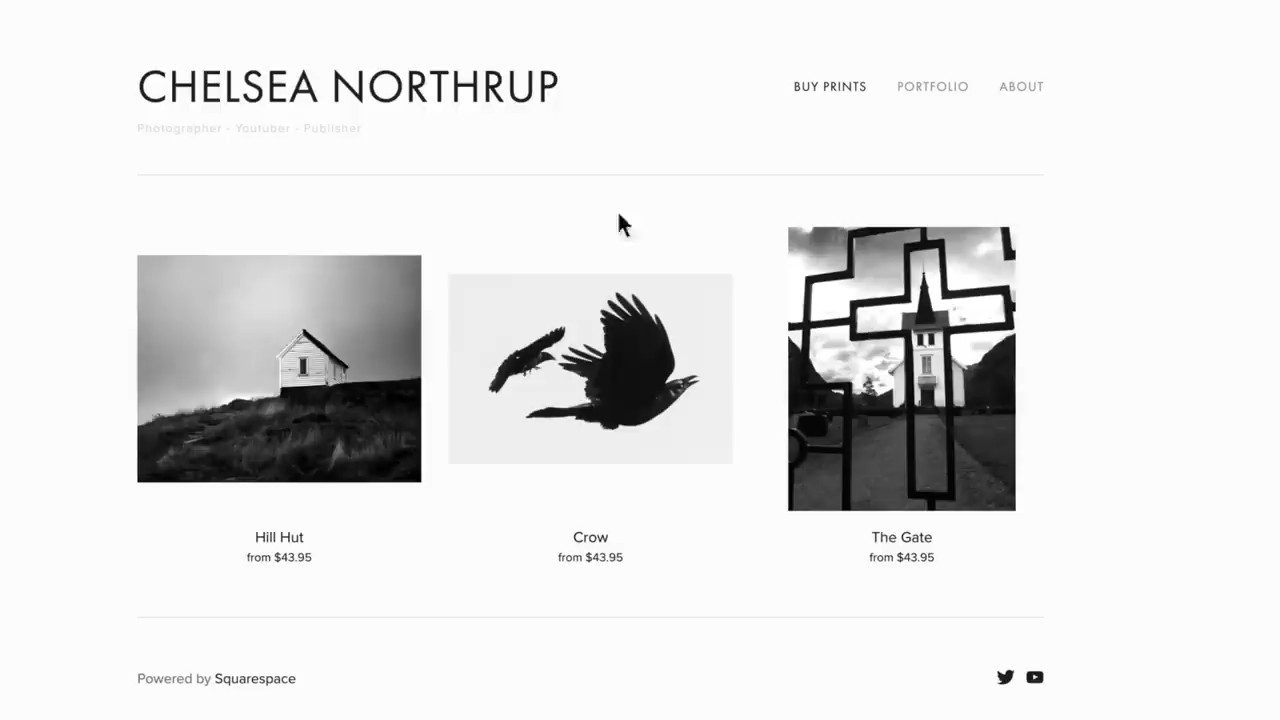 CHELSEA NORTHRUP
BUY PRINTS PORTFOLIO ABOUT
Photographer - Youtuber - Publisher
Hill Hut
from $43.95
Crow
from $43.95
The Gate
from $43.95
Powered by Squarespace